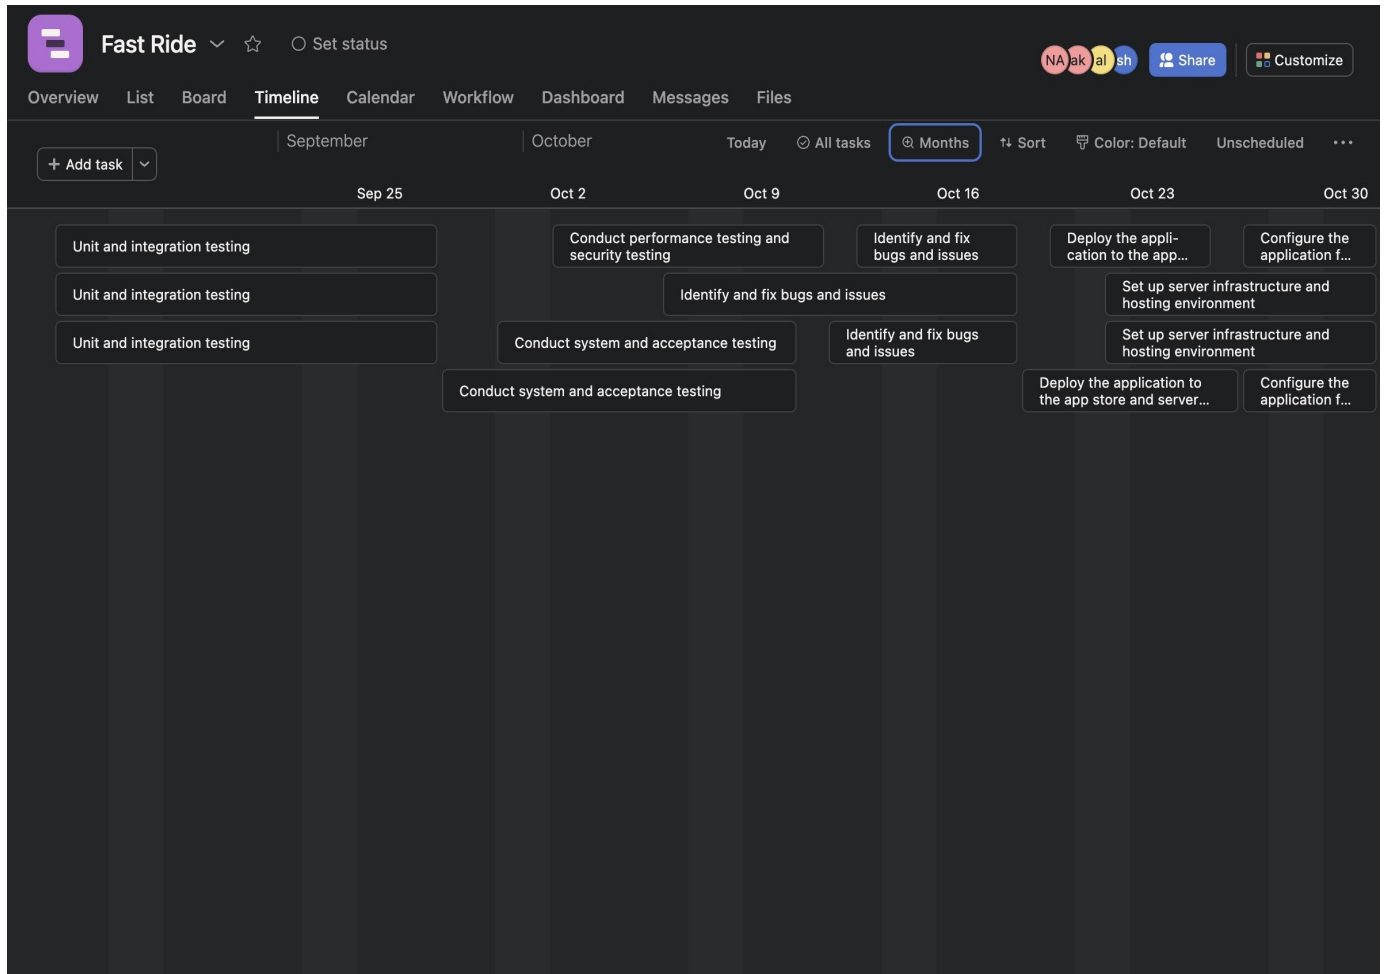 Fast Ride
Set status
NA ak al sh
Share
Customize
Overview List Board Timeline Calendar Workflow Dashboard Messages Files
September October
Today All tasks Months Sort Color: Default Unscheduled
+ Add task
Sep 25 Oct 2 Oct 9 Oct 16 Oct 23 Oct 30
Unit and integration testing
Conduct performance testing and
security testing
Identify and fix
bugs and issues
Deploy the appli-
cation to the app...
Configure the
application f...
Unit and integration testing
Identify and fix bugs and issues
Set up server infrastructure and
hosting environment
Unit and integration testing
Conduct system and acceptance testing
Identify and fix bugs
and issues
Set up server infrastructure and
hosting environment
Conduct system and acceptance testing
Deploy the application to
the app store and server...
Configure the
application f...